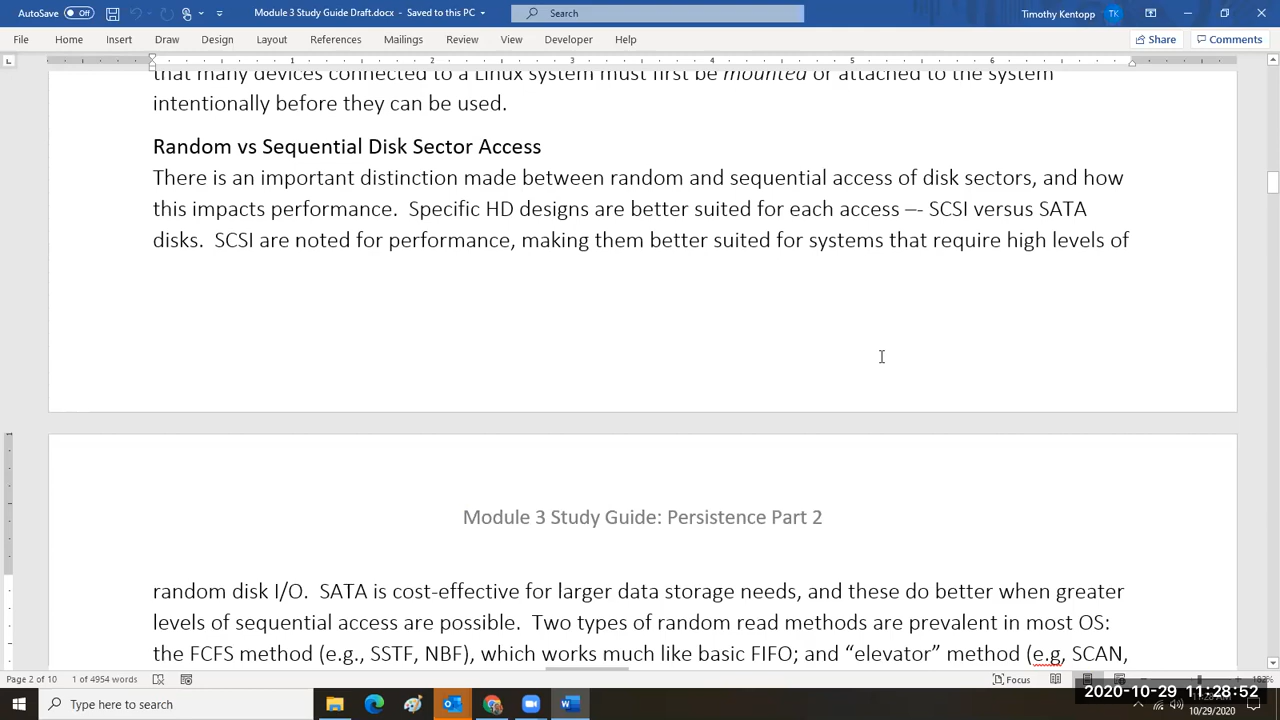 AutoSave Off Module 3 Study Guide Draft.docx - Saved to this PC Search Timothy Kentopp TK
File Home Insert Draw Design Layout References Mailings Review View Developer Help Share Comments
1 2 3 4 5 6
that many devices connected to a Linux system must first be mounted or attached to the system
intentionally before they can be used.
Random vs Sequential Disk Sector Access
There is an important distinction made between random and sequential access of disk sectors, and how
this impacts performance. Specific HD designs are better suited for each access –- SCSI versus SATA
disks. SCSI are noted for performance, making them better suited for systems that require high levels of
Module 3 Study Guide: Persistence Part 2
random disk I/O. SATA is cost-effective for larger data storage needs, and these do better when greater
levels of sequential access are possible. Two types of random read methods are prevalent in most OS:
the FCFS method (e.g., SSTF, NBF), which works much like basic FIFO; and “elevator” method (e.g, SCAN,
Page 2 of 10 1 of 4954 words Focus 182%
2020-10-29 11:28:52
Type here to search
10/29/2020